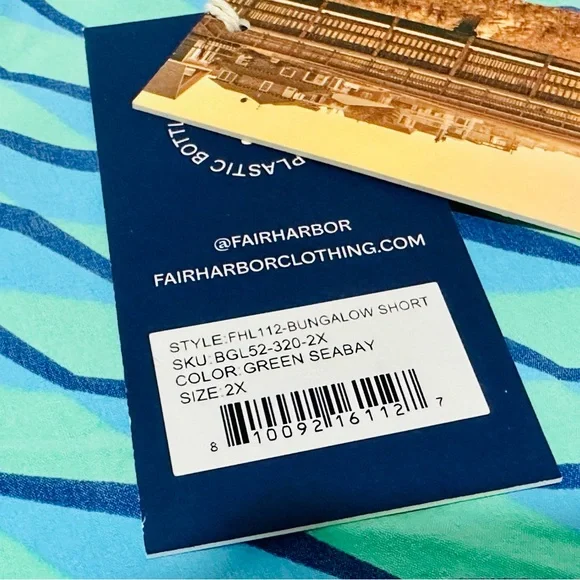 PLASTIC BOTTL
@FAIRHARBOR
FAIRHARBORCLOTHING.COM
STYLE:FHL112-BUNGALOW SHORT
SKU:BGL52-320-2X
COLOR:GREEN SEABAY
SIZE:2X
8 10092 16112 7